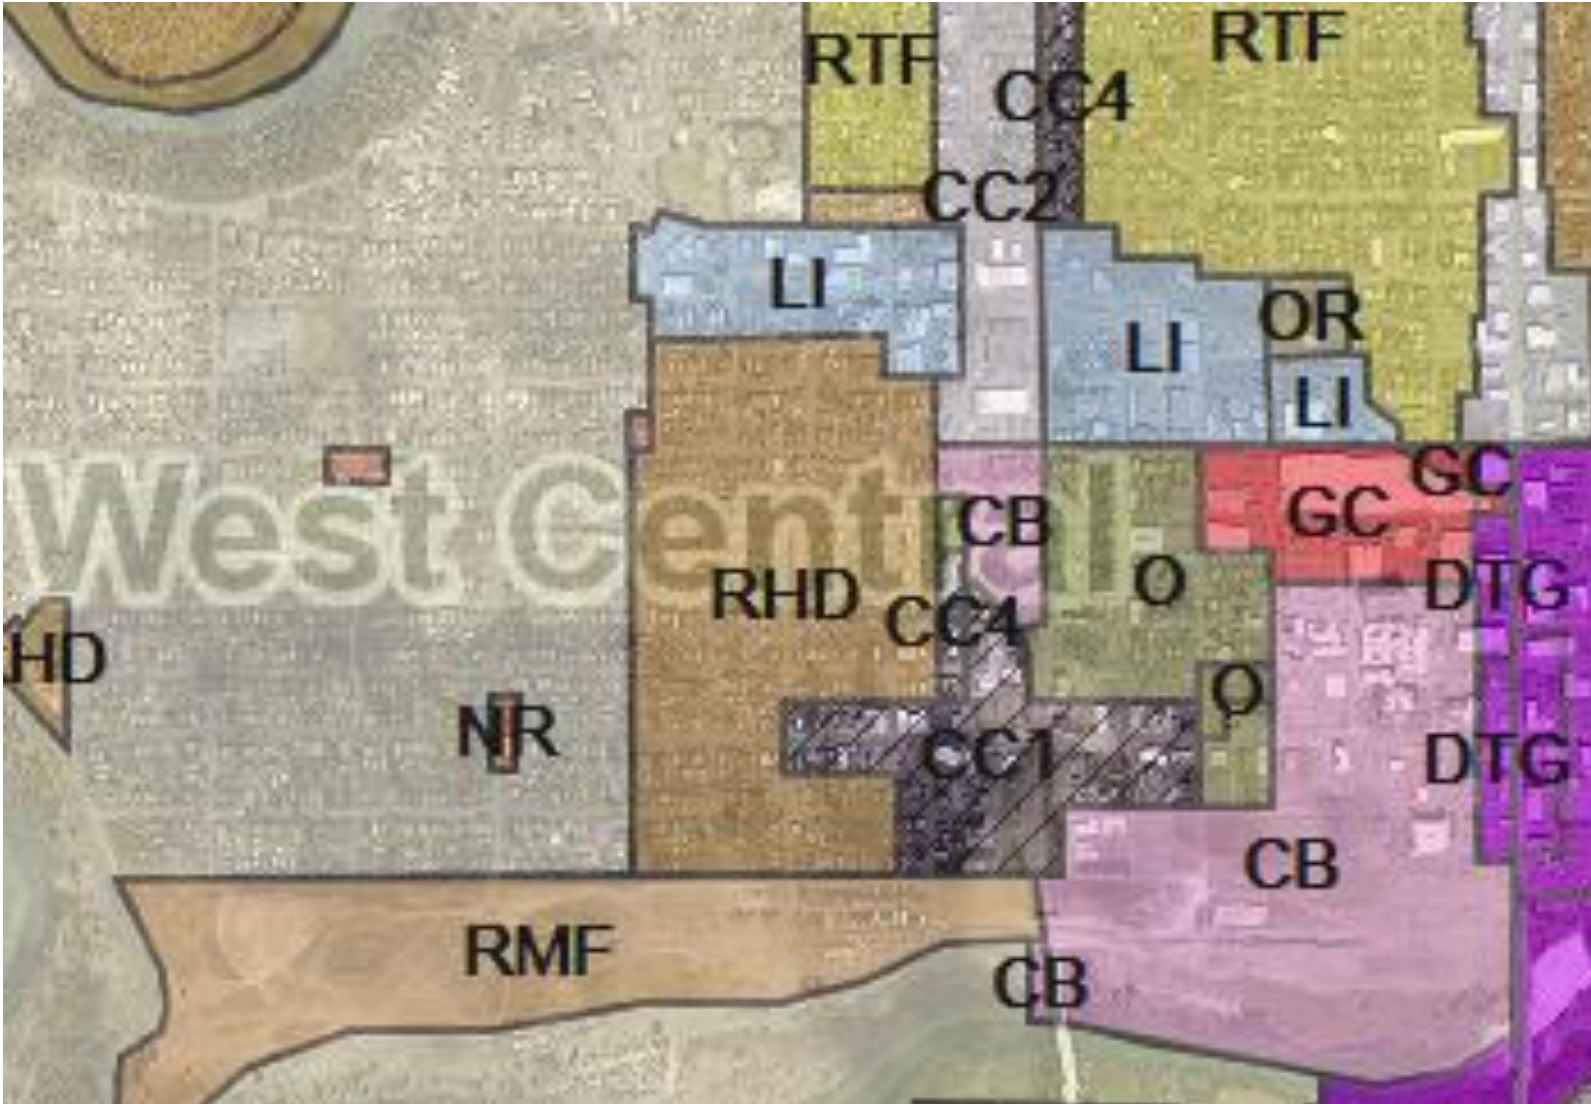 RTF
RTF
CC4
CC2
LI
OR
LI
LI
GC
GC
West Central
CB
RHD
O
DTG
CC4
HD
O
NR
CC1
DTG
CB
RMF
CB